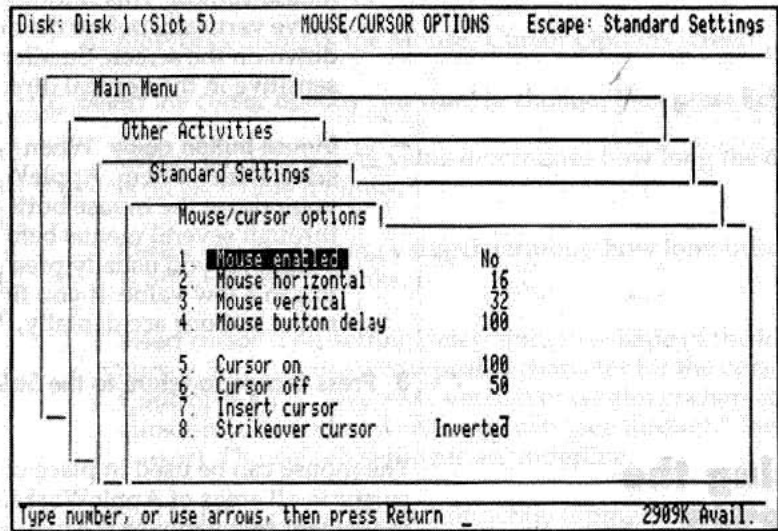 Disk: Disk 1 (Slot 5) MOUSE/CURSOR OPTIONS Escape: Standard Settings
Main Menu
Other Activities
Standard Settings
Mouse/cursor options
1. Mouse enabled No
2. Mouse horizontal 16
3. Mouse vertical 32
4. Mouse button delay 100
5. Cursor on 100
6. Cursor off 50
7. Insert cursor _
8. Strikeover cursor Inverted
Type number, or use arrows, then press Return _ 2909K Avail.